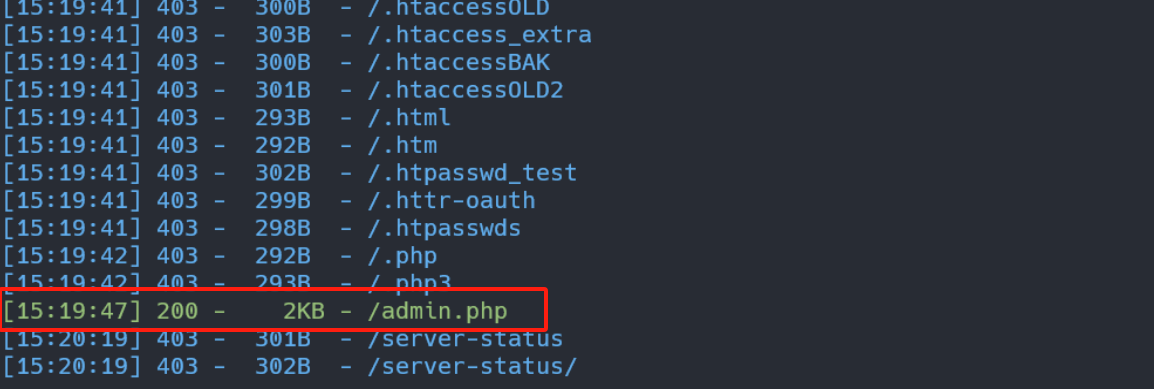 [15:19:41] 403 -  300B  - /.htaccessOLD
[15:19:41] 403 -  303B  - /.htaccess_extra
[15:19:41] 403 -  300B  - /.htaccessBAK
[15:19:41] 403 -  301B  - /.htaccessOLD2
[15:19:41] 403 -  293B  - /.html
[15:19:41] 403 -  292B  - /.htm
[15:19:41] 403 -  302B  - /.htpasswd_test
[15:19:41] 403 -  299B  - /.httr-oauth
[15:19:41] 403 -  298B  - /.htpasswds
[15:19:42] 403 -  292B  - /.php
[15:19:42] 403 -  293B  - /.php3
[15:19:47] 200 -    2KB - /admin.php
[15:20:19] 403 -  301B  - /server-status
[15:20:19] 403 -  302B  - /server-status/